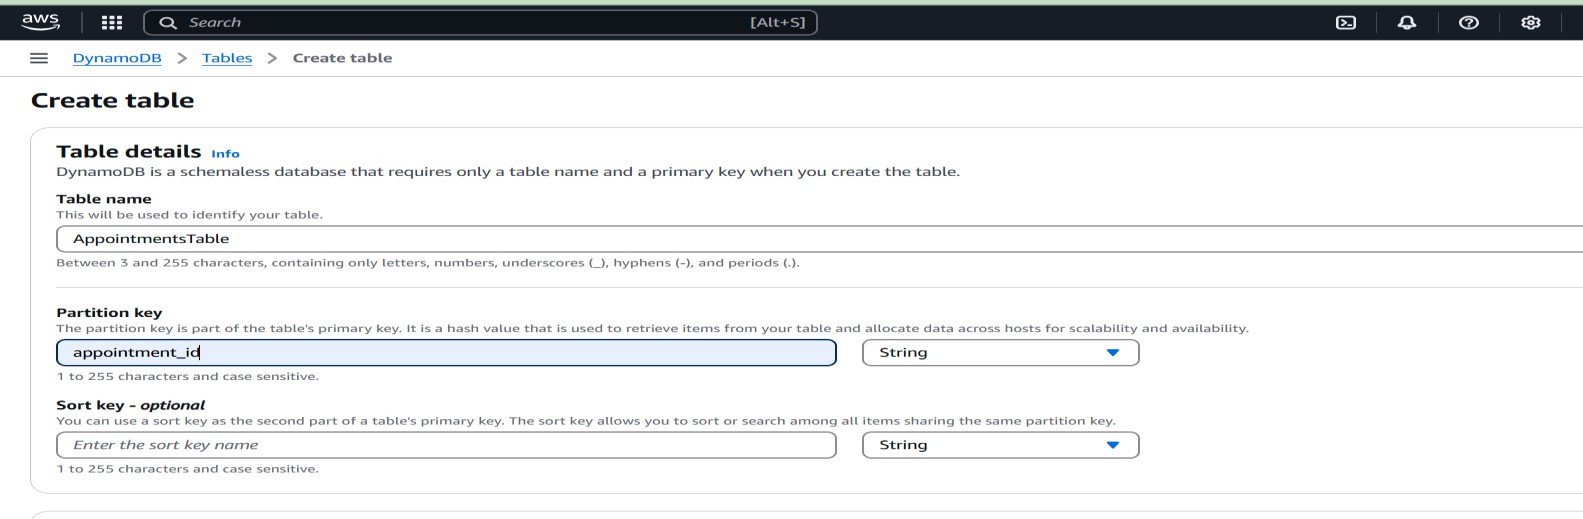 aws
Search [Alt+S]
DynamoDB > Tables > Create table
Create table
Table details Info
DynamoDB is a schemaless database that requires only a table name and a primary key when you create the table.
Table name
This will be used to identify your table.
AppointmentsTable
Between 3 and 255 characters, containing only letters, numbers, underscores (_), hyphens (-), and periods (.).
Partition key
The partition key is part of the table's primary key. It is a hash value that is used to retrieve items from your table and allocate data across hosts for scalability and availability.
appointment_id String
1 to 255 characters and case sensitive.
Sort key - optional
You can use a sort key as the second part of a table's primary key. The sort key allows you to sort or search among all items sharing the same partition key.
Enter the sort key name String
1 to 255 characters and case sensitive.